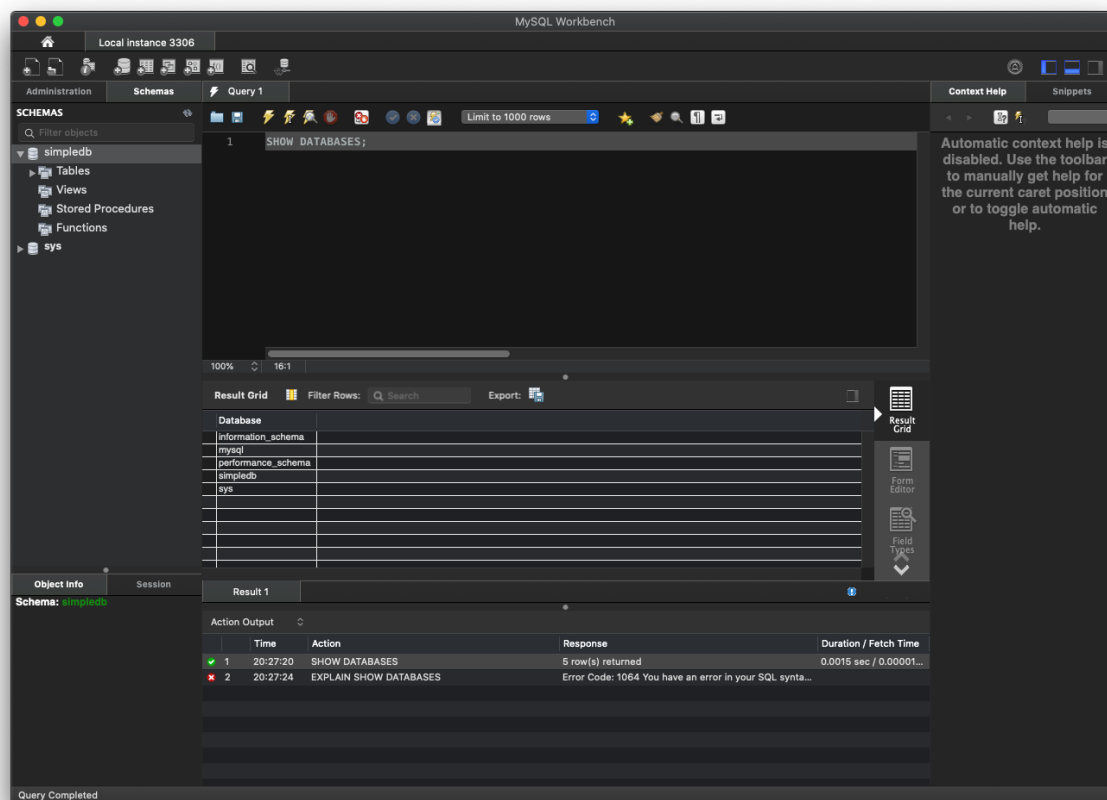 MySQL Workbench
Local instance 3306
Administration Schemas
Query 1
Context Help Snippets
SCHEMAS
Filter objects
simpledb
Tables
Views
Stored Procedures
Functions
sys
Limit to 1000 rows
1 SHOW DATABASES;
Automatic context help is
disabled. Use the toolbar
to manually get help for
the current caret position
or to toggle automatic
help.
100% 16:1
Result Grid Filter Rows: Search Export:
Database
information_schema
mysql
performance_schema
simpledb
sys
Result
Grid
Form
Editor
Field
Types
Object Info Session
Schema: simpledb
Result 1
Action Output
Time Action Response Duration / Fetch Time
1 20:27:20 SHOW DATABASES 5 row(s) returned 0.0015 sec / 0.00001...
2 20:27:24 EXPLAIN SHOW DATABASES Error Code: 1064 You have an error in your SQL synta...
Query Completed